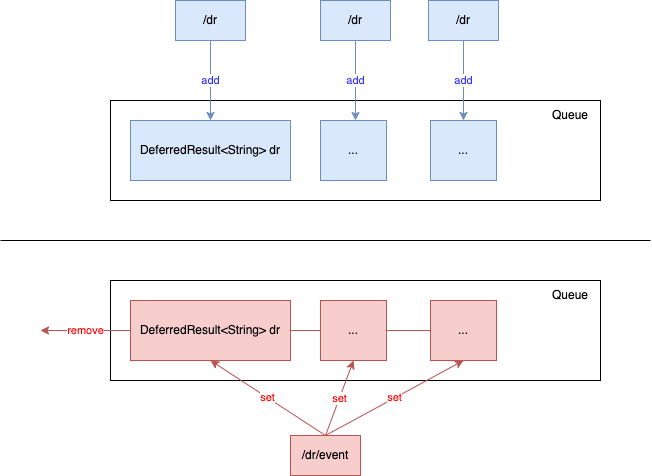 /dr
/dr
/dr
add
add
add
Queue
DeferredResult<String> dr
...
...
Queue
remove
DeferredResult<String> dr
...
...
set
set
set
/dr/event